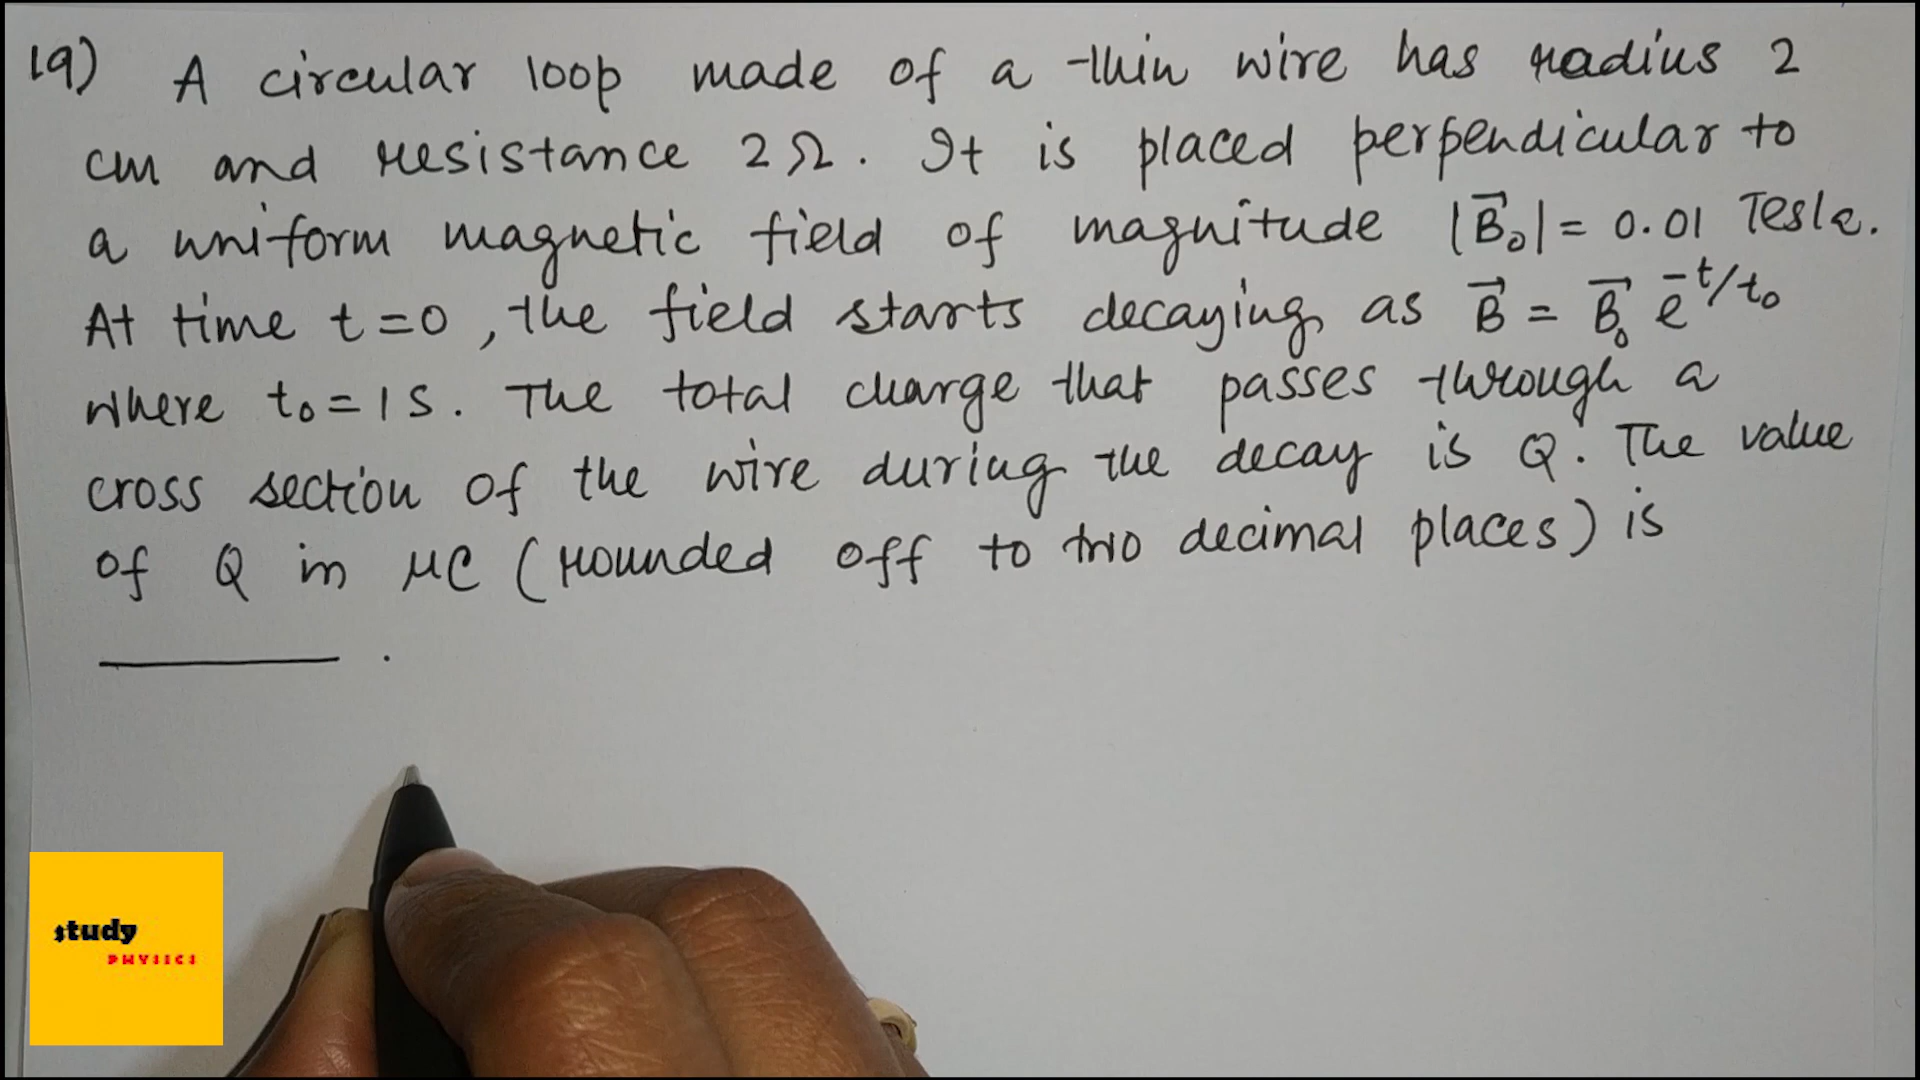 19) A circular loop made of a thin wire has radius 2
cm and resistance 2Ω. It is placed perpendicular to
a uniform magnetic field of magnitude |B⃗₀| = 0.01 Tesla.
At time t=0, the field starts decaying as B⃗ = B⃗₀ e^(-t/t₀)
where t₀=1s. The total charge that passes through a
cross section of the wire during the decay is Q. The value
of Q in μC (rounded off to two decimal places) is
______ .
study
PHYSICS